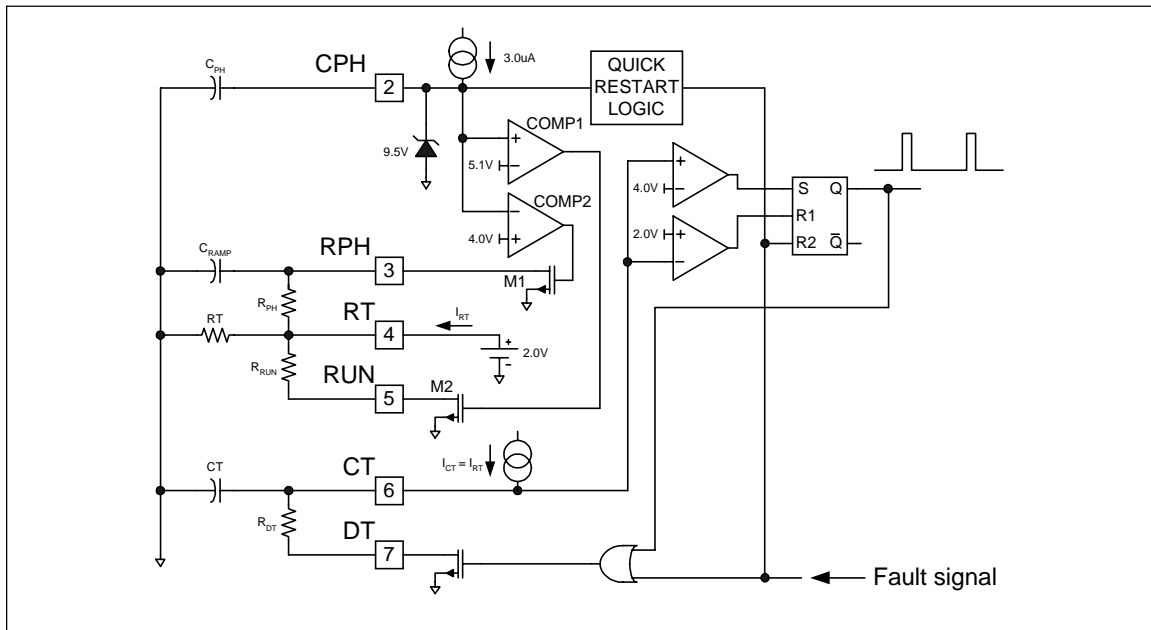 C_PH
CPH
2
3.0uA
QUICK
RESTART
LOGIC
9.5V
COMP1
+
5.1V
−
COMP2
−
4.0V
+
+
4.0V
−
2.0V
+
−
S Q
R1
R2 Q̅
C_RAMP
RPH
3
M1
R_PH
RT
RT
4
I_RT
+
2.0V
−
R_RUN
RUN
5
M2
CT
CT
6
I_CT = I_RT
R_DT
DT
7
Fault signal